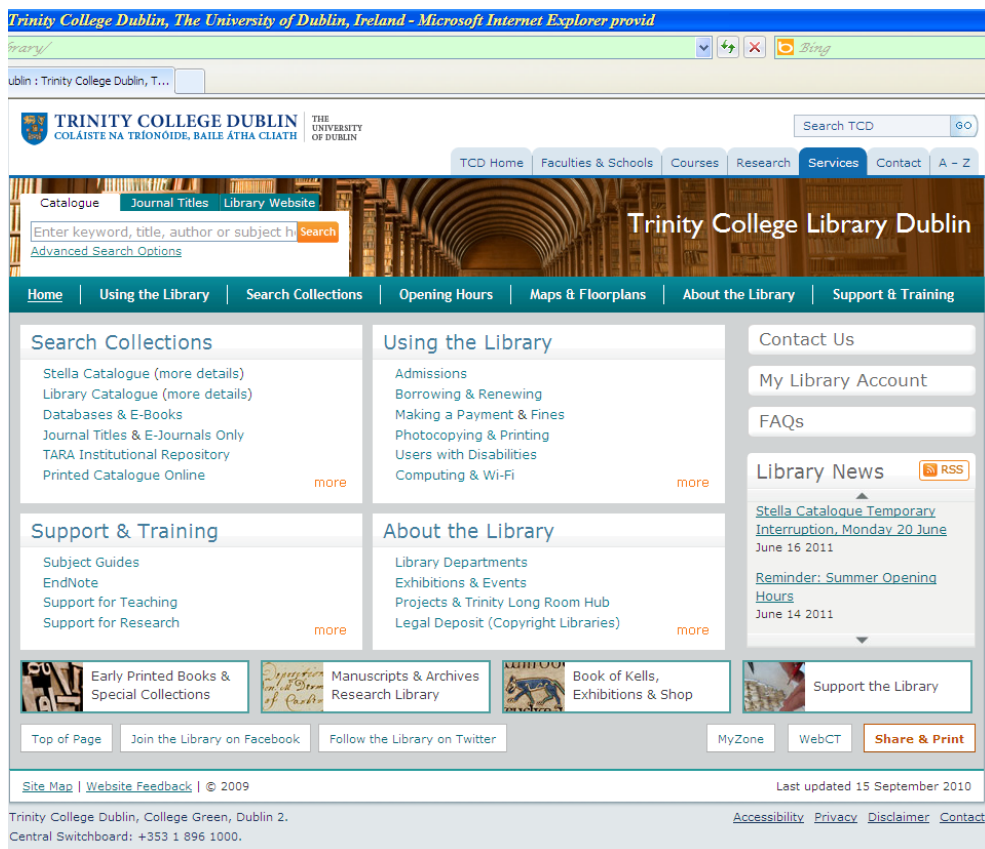 Trinity College Dublin, The University of Dublin, Ireland - Microsoft Internet Explorer provid
rary/
Bing
ublin : Trinity College Dublin, T...
TRINITY COLLEGE DUBLIN
COLÁISTE NA TRÍONÓIDE, BAILE ÁTHA CLIATH
THE
UNIVERSITY
OF DUBLIN
Search TCD GO
TCD Home Faculties & Schools Courses Research Services Contact A – Z
Catalogue Journal Titles Library Website
Enter keyword, title, author or subject h Search
Advanced Search Options
Trinity College Library Dublin
Home Using the Library Search Collections Opening Hours Maps & Floorplans About the Library Support & Training
Search Collections
Stella Catalogue (more details)
Library Catalogue (more details)
Databases & E-Books
Journal Titles & E-Journals Only
TARA Institutional Repository
Printed Catalogue Online
more
Using the Library
Admissions
Borrowing & Renewing
Making a Payment & Fines
Photocopying & Printing
Users with Disabilities
Computing & Wi-Fi
more
Contact Us
My Library Account
FAQs
Library News RSS
Stella Catalogue Temporary
Interruption, Monday 20 June
June 16 2011
Reminder: Summer Opening
Hours
June 14 2011
Support & Training
Subject Guides
EndNote
Support for Teaching
Support for Research
more
About the Library
Library Departments
Exhibitions & Events
Projects & Trinity Long Room Hub
Legal Deposit (Copyright Libraries)
more
Early Printed Books &
Special Collections
Manuscripts & Archives
Research Library
Book of Kells,
Exhibitions & Shop
Support the Library
Top of Page Join the Library on Facebook Follow the Library on Twitter MyZone WebCT Share & Print
Site Map | Website Feedback | © 2009 Last updated 15 September 2010
Trinity College Dublin, College Green, Dublin 2.
Central Switchboard: +353 1 896 1000.
Accessibility Privacy Disclaimer Contact